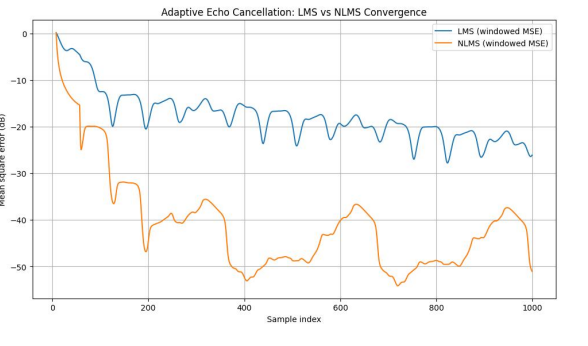 Adaptive Echo Cancellation: LMS vs NLMS Convergence
LMS (windowed MSE)
NLMS (windowed MSE)
Mean square error (dB)
0
−10
−20
−30
−40
−50
0 200 400 600 800 1000
Sample index